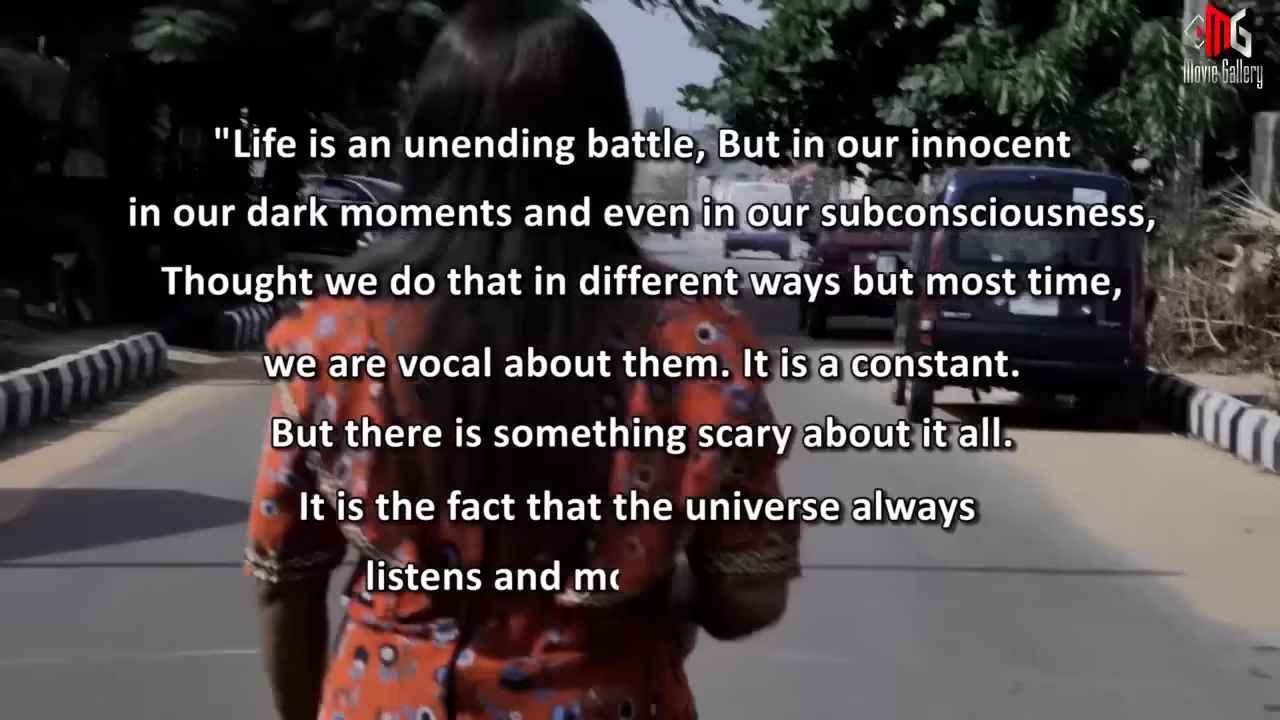 MG
Movie Gallery
"Life is an unending battle, But in our innocent
in our dark moments and even in our subconsciousness,
Thought we do that in different ways but most time,
we are vocal about them. It is a constant.
But there is something scary about it all.
It is the fact that the universe always
listens and